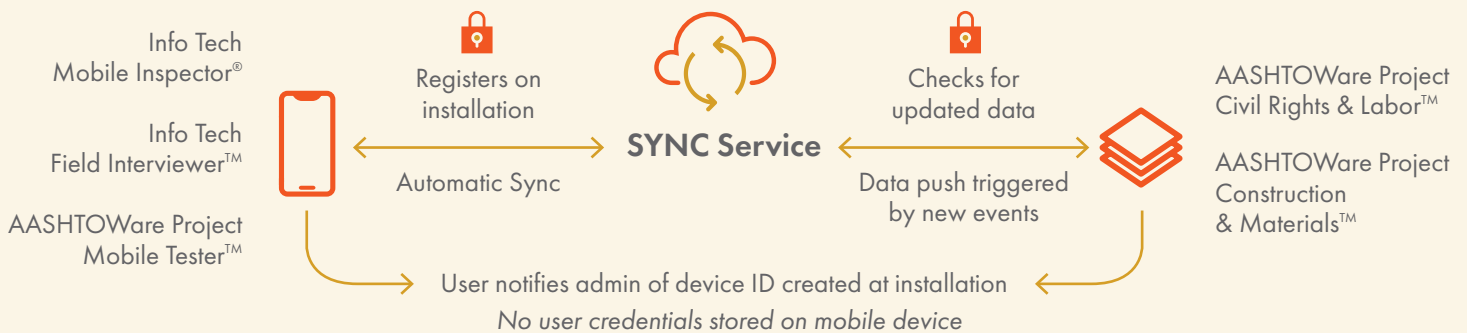 Info Tech
Mobile Inspector®
Info Tech
Field Interviewer™
AASHTOWare Project
Mobile Tester™
Registers on
installation
Automatic Sync
SYNC Service
Checks for
updated data
Data push triggered
by new events
AASHTOWare Project
Civil Rights & Labor™
AASHTOWare Project
Construction
& Materials™
User notifies admin of device ID created at installation
No user credentials stored on mobile device